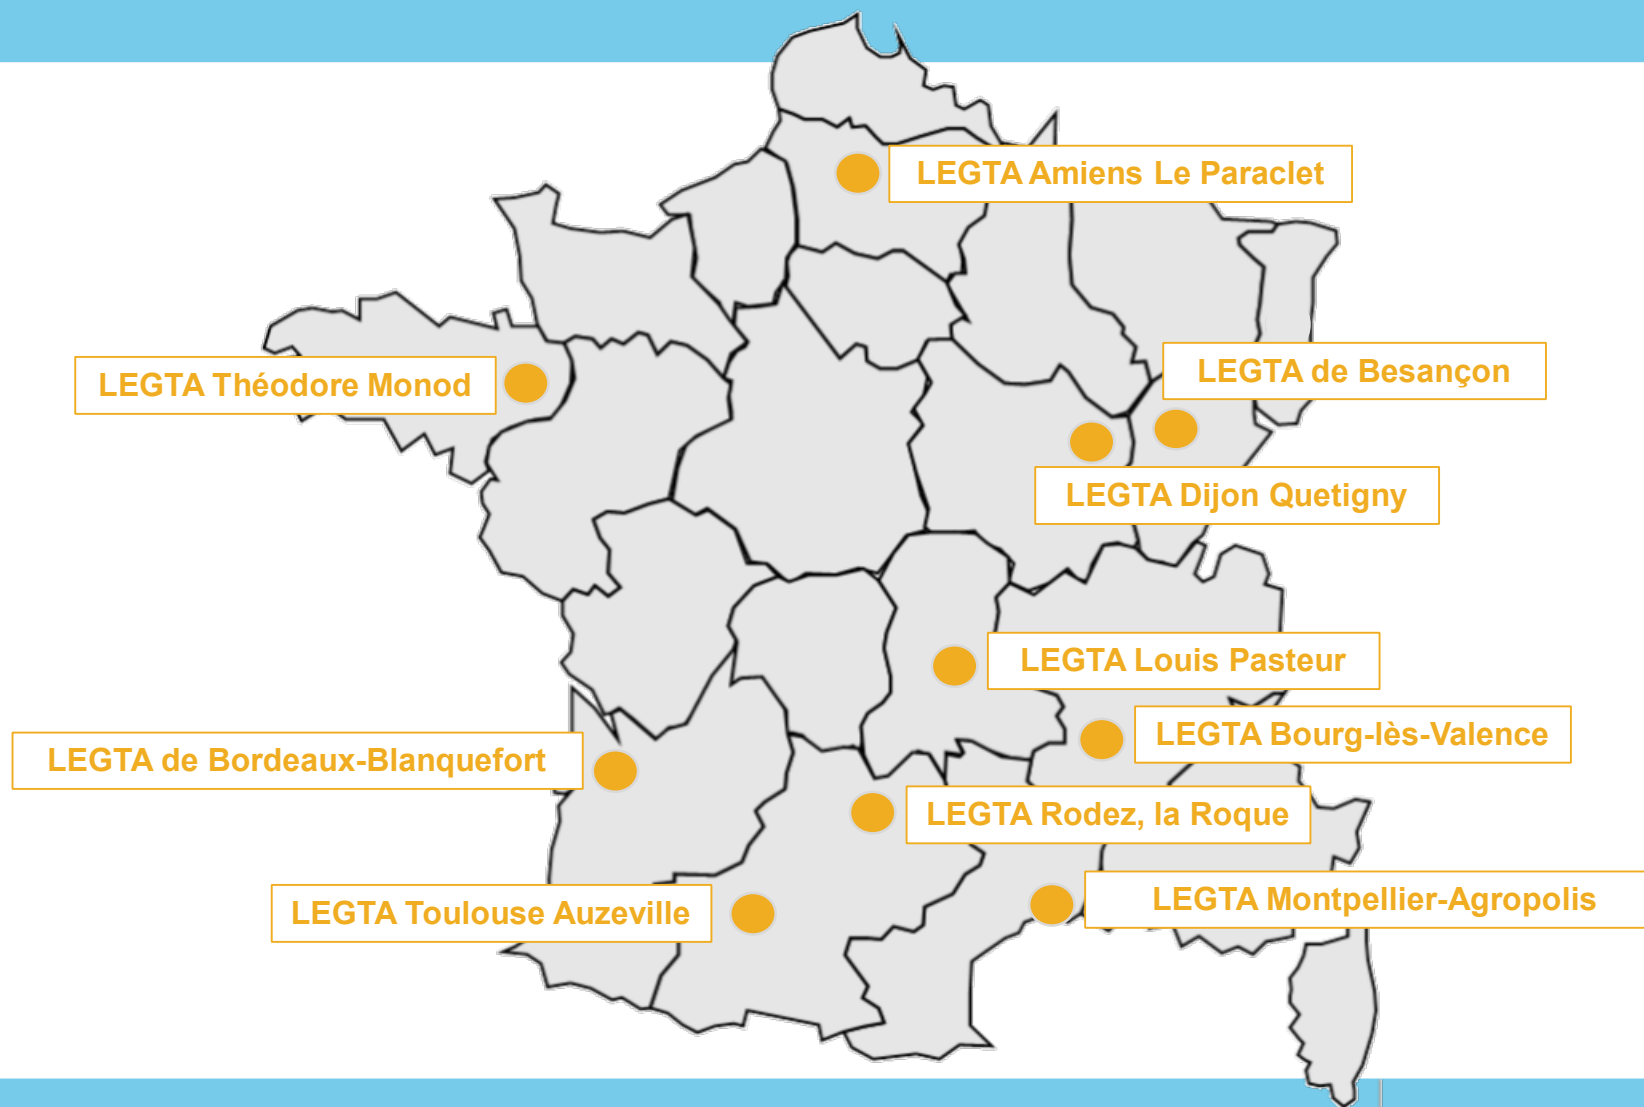 LEGTA Amiens Le Paraclet
LEGTA Théodore Monod
LEGTA de Besançon
LEGTA Dijon Quetigny
LEGTA Louis Pasteur
LEGTA Bourg-lès-Valence
LEGTA de Bordeaux-Blanquefort
LEGTA Rodez, la Roque
LEGTA Toulouse Auzeville
LEGTA Montpellier-Agropolis